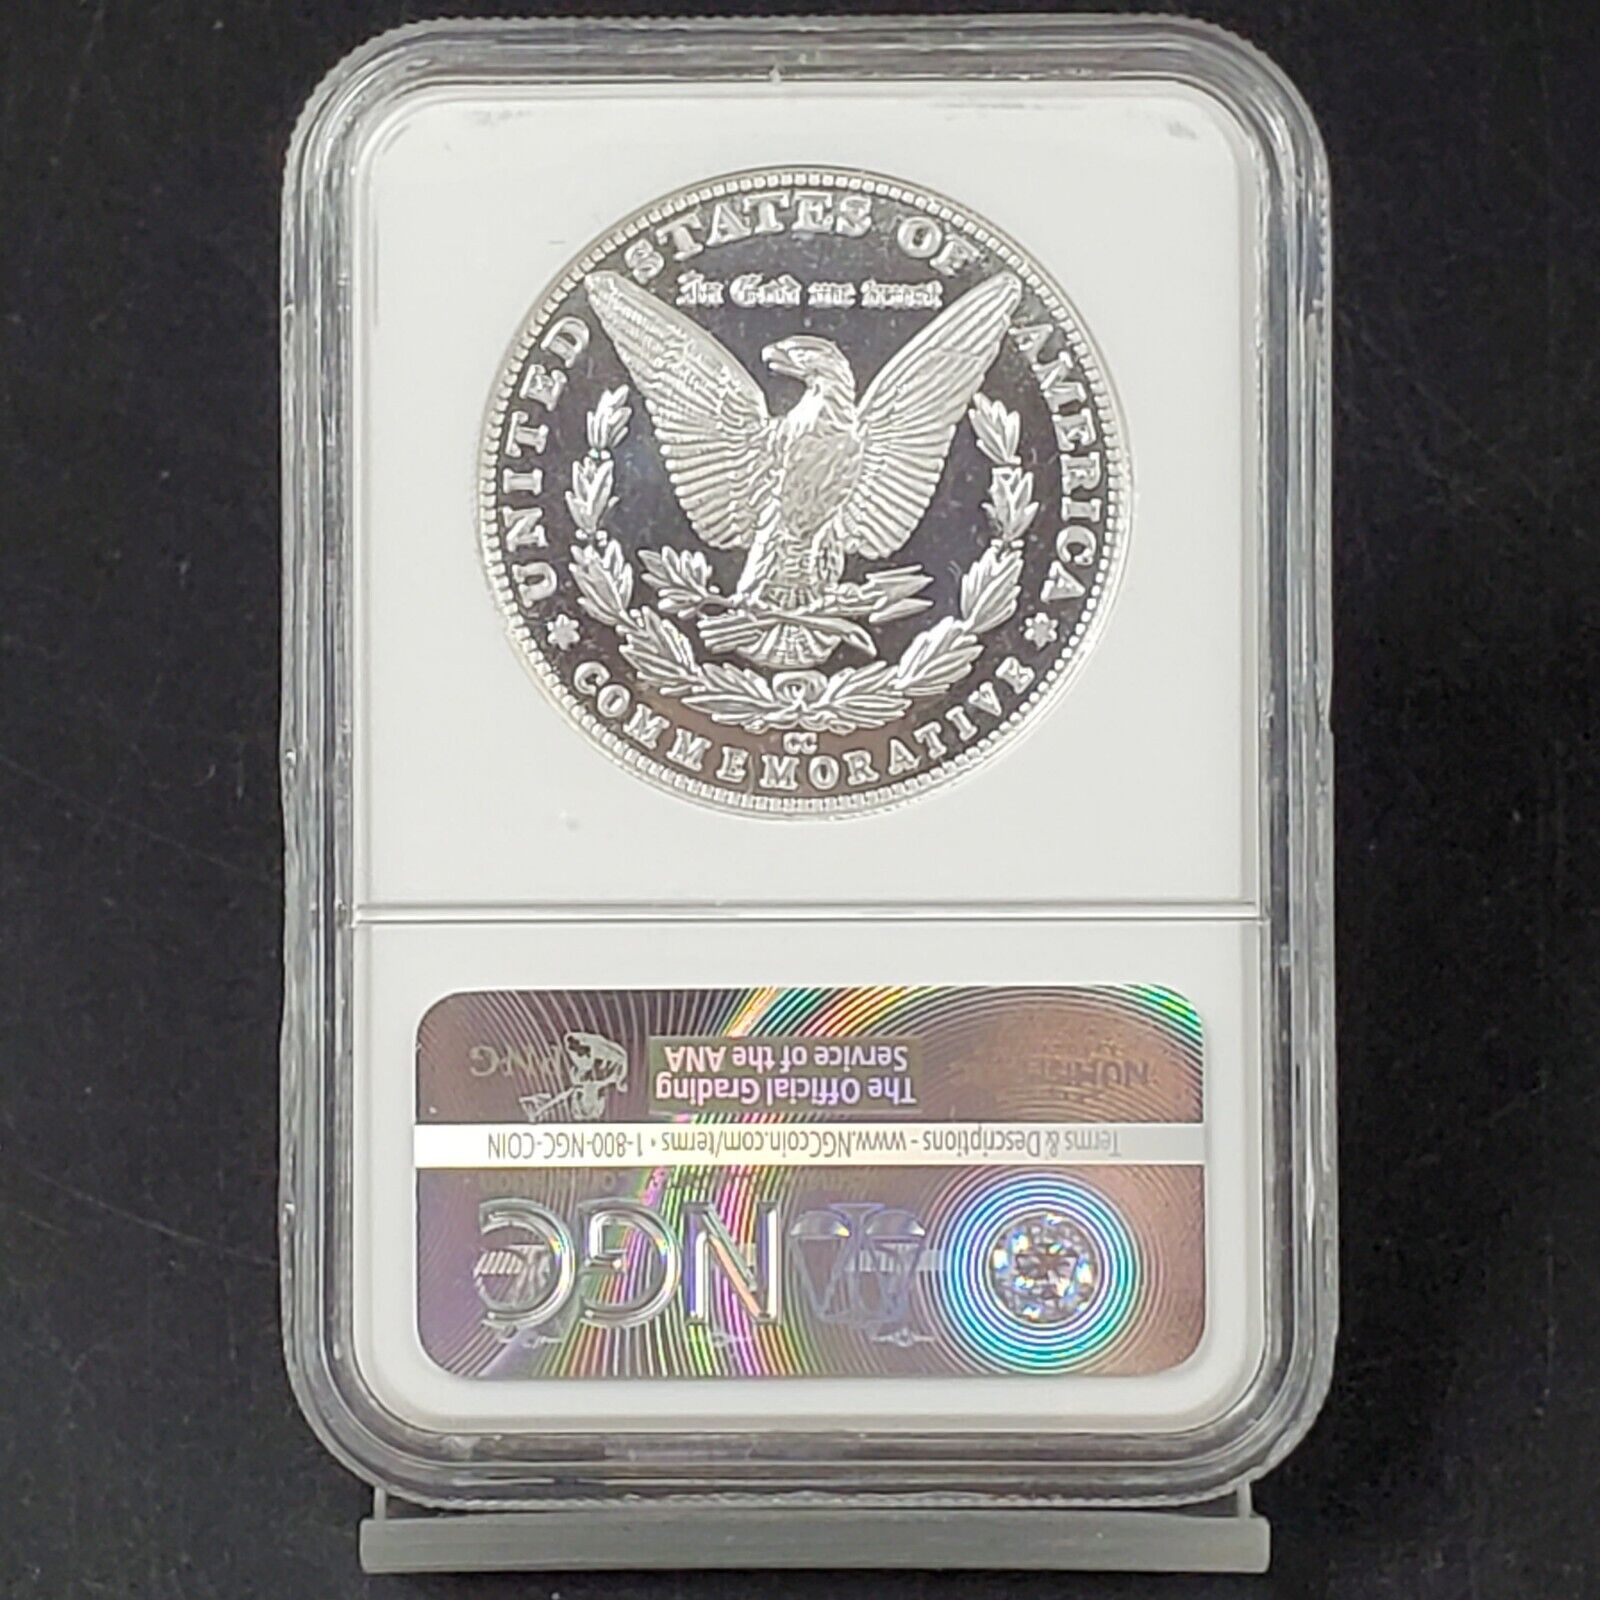 UNITED STATES OF AMERICA
In God we trust
CC
COMMEMORATIVE
NGC
Terms & Descriptions - www.NGCcoin.com/terms • 1-800-NGC-COIN
The Official Grading
Service of the ANA
PNG